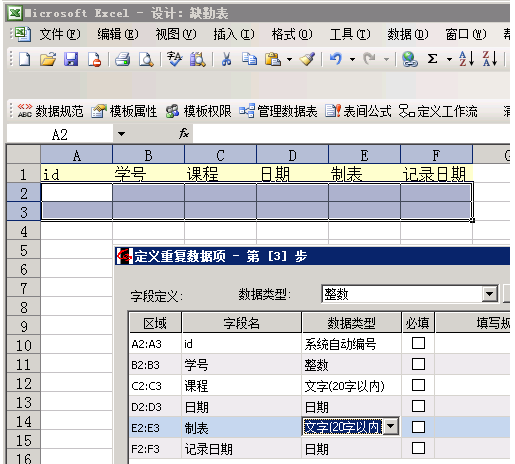 Microsoft Excel - 设计: 缺勤表
文件(F) 编辑(E) 视图(V) 插入(I) 格式(O) 工具(T) 数据(D) 窗口(W)
数据规范 模板属性 模板权限 管理数据表 表间公式 定义工作流
A2 fx
A B C D E F
1 id 学号 课程 日期 制表 记录日期
2
3
4
5
定义重复数据项 - 第 [3] 步
6
7
字段定义: 数据类型: 整数
8
9
区域 字段名 数据类型 必填 填写规
10 A2:A3 id 系统自动编号
11 B2:B3 学号 整数
12 C2:C3 课程 文字(20字以内)
13 D2:D3 日期 日期
14 E2:E3 制表 文字(20字以内
15 F2:F3 记录日期 日期
16